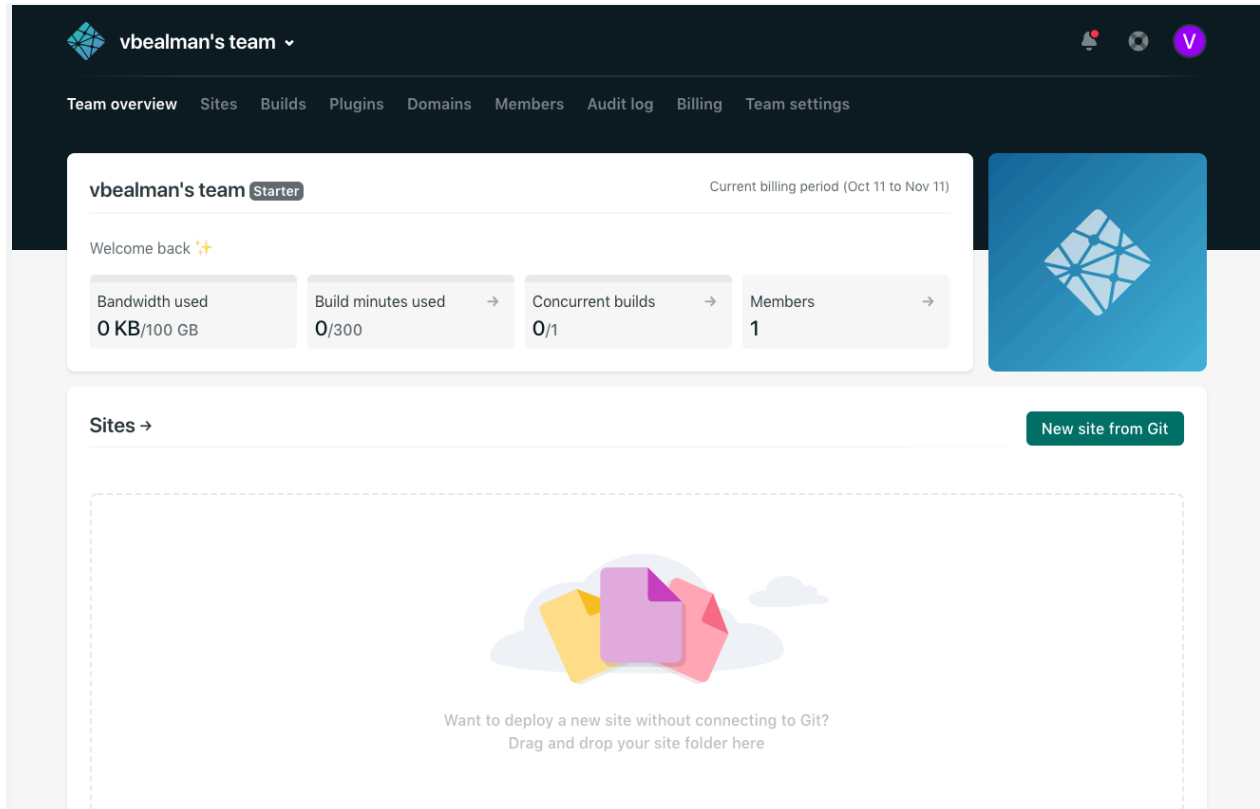 vbealman's team
V
Team overview Sites Builds Plugins Domains Members Audit log Billing Team settings
vbealman's team Starter
Current billing period (Oct 11 to Nov 11)
Welcome back ✨
Bandwidth used
0 KB/100 GB
Build minutes used →
0/300
Concurrent builds →
0/1
Members →
1
Sites →
New site from Git
Want to deploy a new site without connecting to Git?
Drag and drop your site folder here